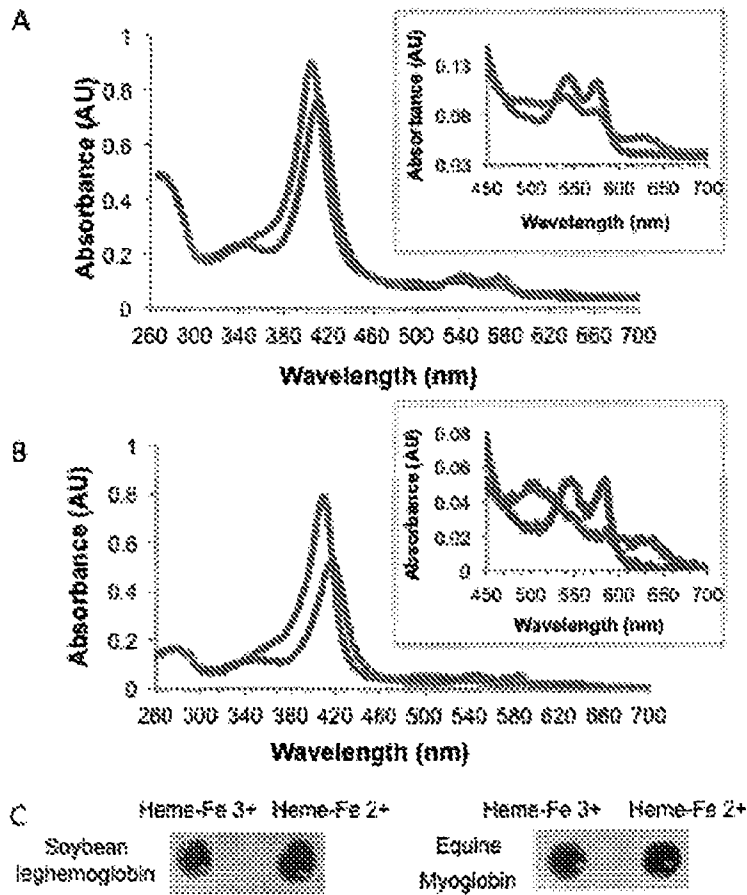 A
Absorbance (AU)
1
0.8
0.6
0.4
0.2
0
260 300 340 380 420 460 500 540 580 620 660 700
Wavelength (nm)
Absorbance (AU)
0.13
0.08
0.03
450 500 550 600 650 700
Wavelength (nm)
B
Absorbance (AU)
1
0.8
0.6
0.4
0.2
0
260 300 340 380 420 460 500 540 580 620 660 700
Wavelength (nm)
Absorbance (AU)
0.08
0.06
0.04
0.02
0
450 500 550 600 650 700
Wavelength (nm)
C
Heme-Fe 3+ Heme-Fe 2+
Soybean
leghemoglobin
Heme-Fe 3+ Heme-Fe 2+
Equine
Myoglobin